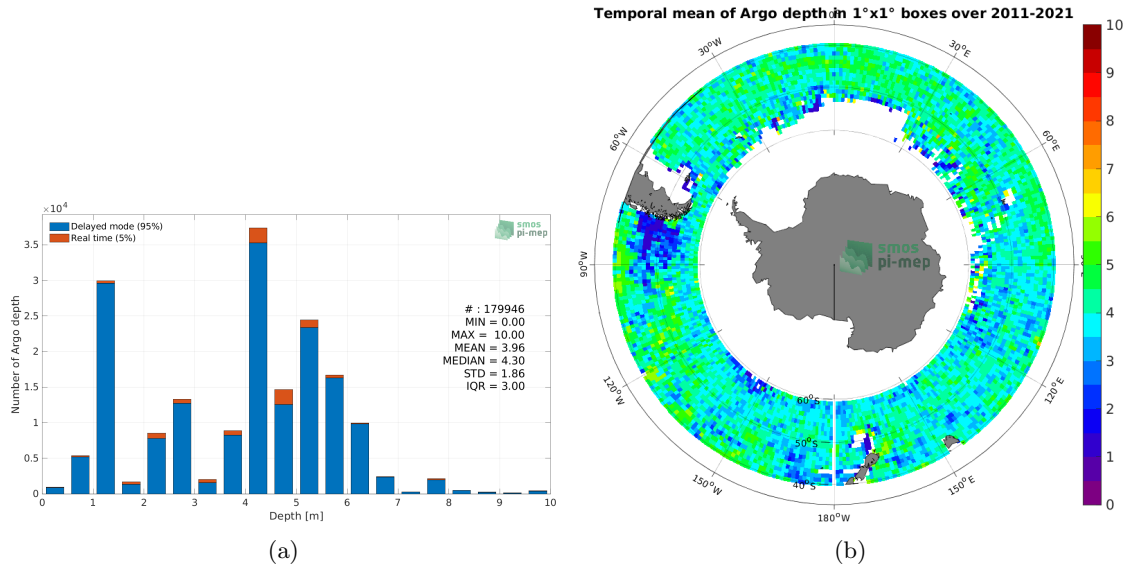 Temporal mean of Argo depth in 1°x1° boxes over 2011-2021
×10⁴
Delayed mode (95%)
Real time (5%)
smos
pi-mep
# : 179946
MIN = 0.00
MAX = 10.00
MEAN = 3.96
MEDIAN = 4.30
STD = 1.86
IQR = 3.00
Number of Argo depth
3.5
3
2.5
2
1.5
1
0.5
0
0 1 2 3 4 5 6 7 8 9 10
Depth [m]
(a)
30°W
60°W
90°W
120°W
150°W
180°W
150°E
120°E
60°E
30°E
60°S
50°S
40°S
smos
pi-mep
10
9
8
7
6
5
4
3
2
1
0
(b)